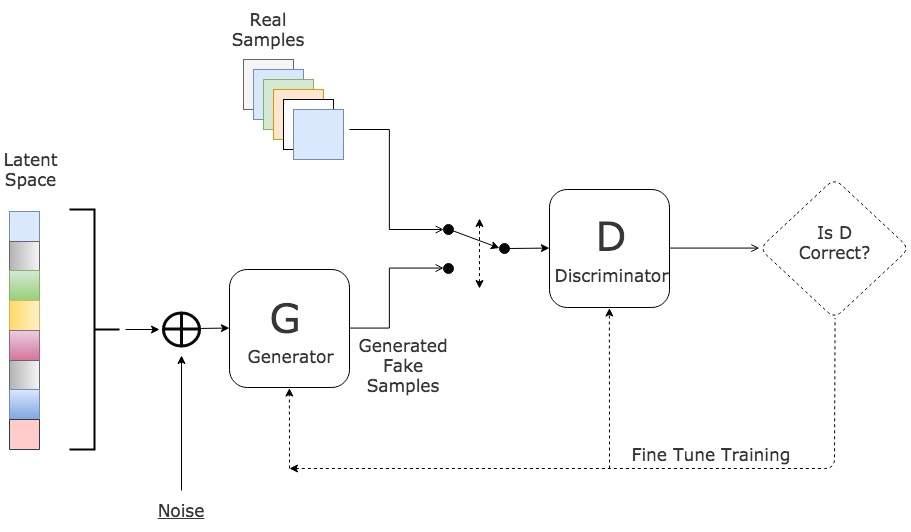 Real
Samples
Latent
Space
D
Discriminator
Is D
Correct?
G
Generator
Generated
Fake
Samples
Fine Tune Training
Noise